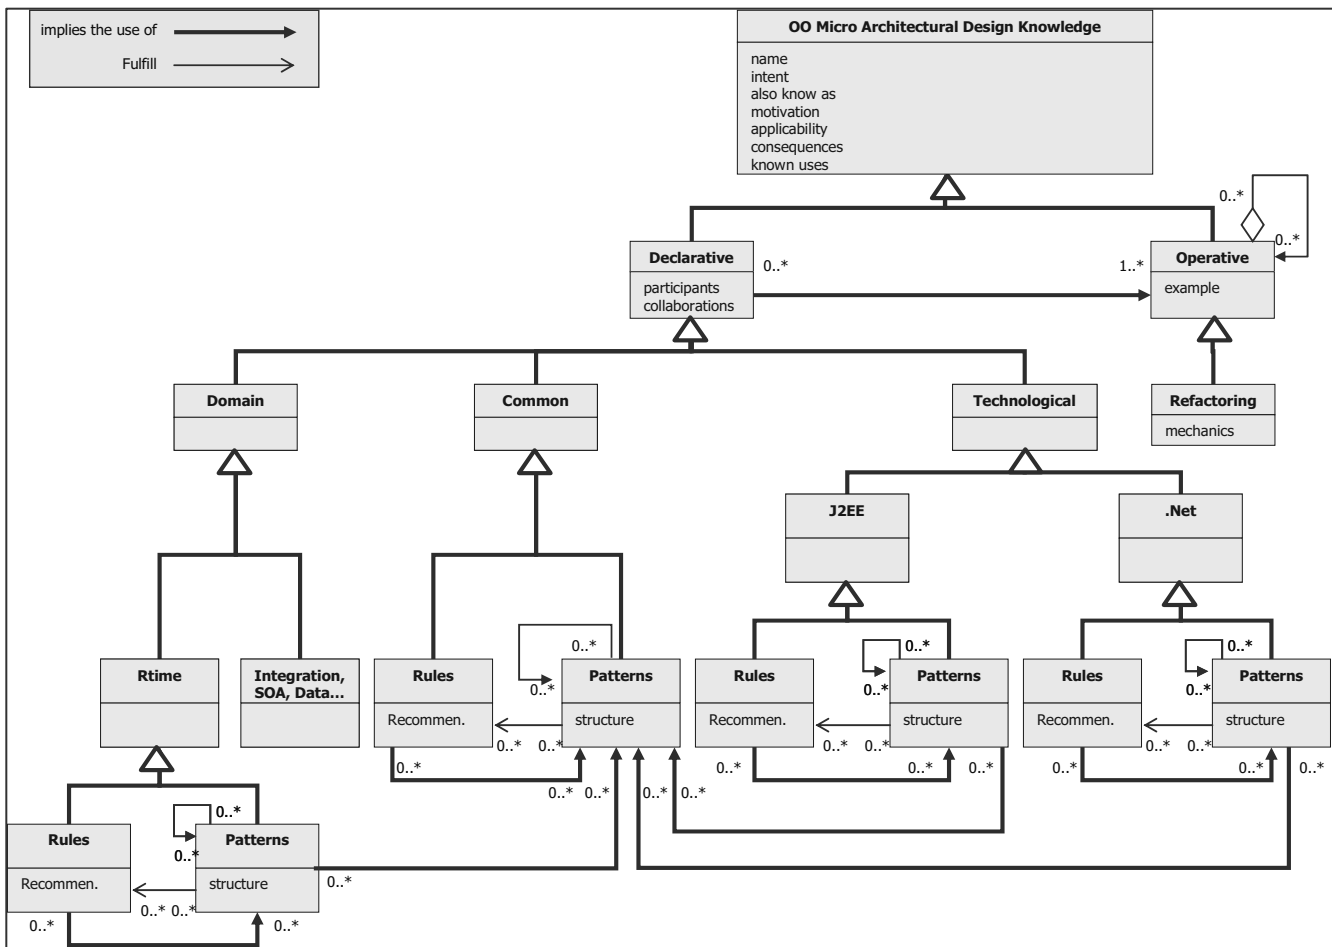 implies the use of
Fulfill
OO Micro Architectural Design Knowledge
name
intent
also know as
motivation
applicability
consequences
known uses
0..*
0..*
Declarative
participants
collaborations
0..*
1..*
Operative
example
Domain
Common
Technological
Refactoring
mechanics
J2EE
.Net
Rtime
Integration,
SOA, Data...
Rules
Recommen.
0..*
0..*
Patterns
structure
0..* 0..*
0..*
0..* 0..*
0..* 0..*
Rules
Recommen.
0..*
0..*
Patterns
structure
0..* 0..*
0..*
0..* 0..*
Rules
Recommen.
0..*
0..*
Patterns
structure
0..* 0..*
0..*
0..* 0..*
Rules
Recommen.
0..*
0..*
Patterns
structure
0..*
0..* 0..*
0..*
0..*